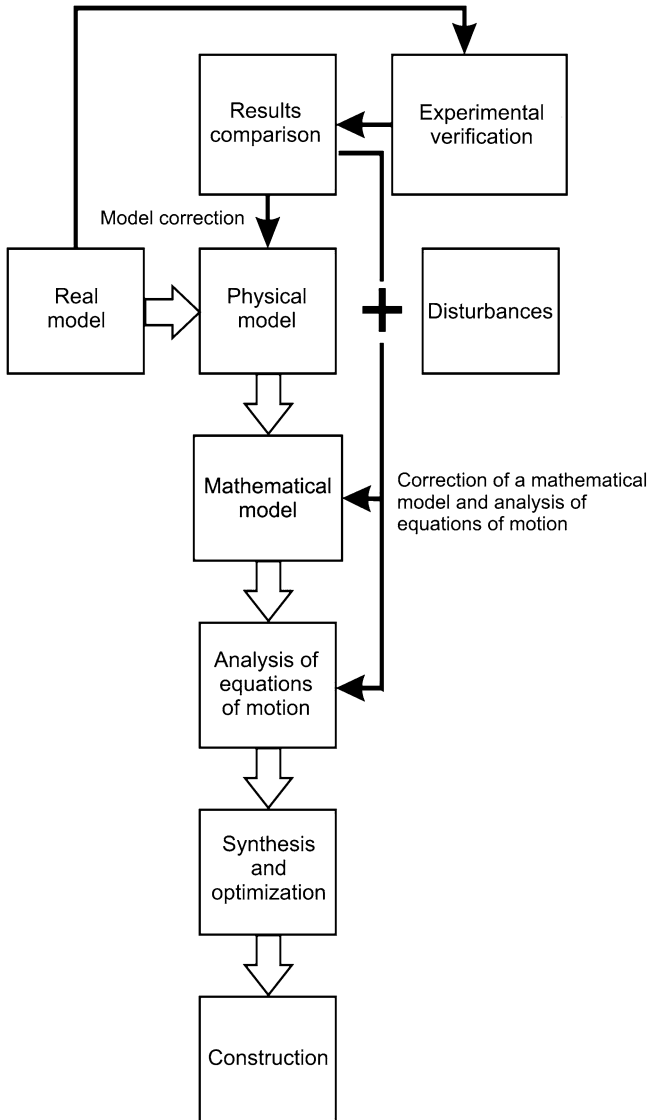 Results
comparison
Experimental
verification
Model correction
Real
model
Physical
model
+
Disturbances
Mathematical
model
Correction of a mathematical
model and analysis of
equations of motion
Analysis of
equations
of motion
Synthesis
and
optimization
Construction